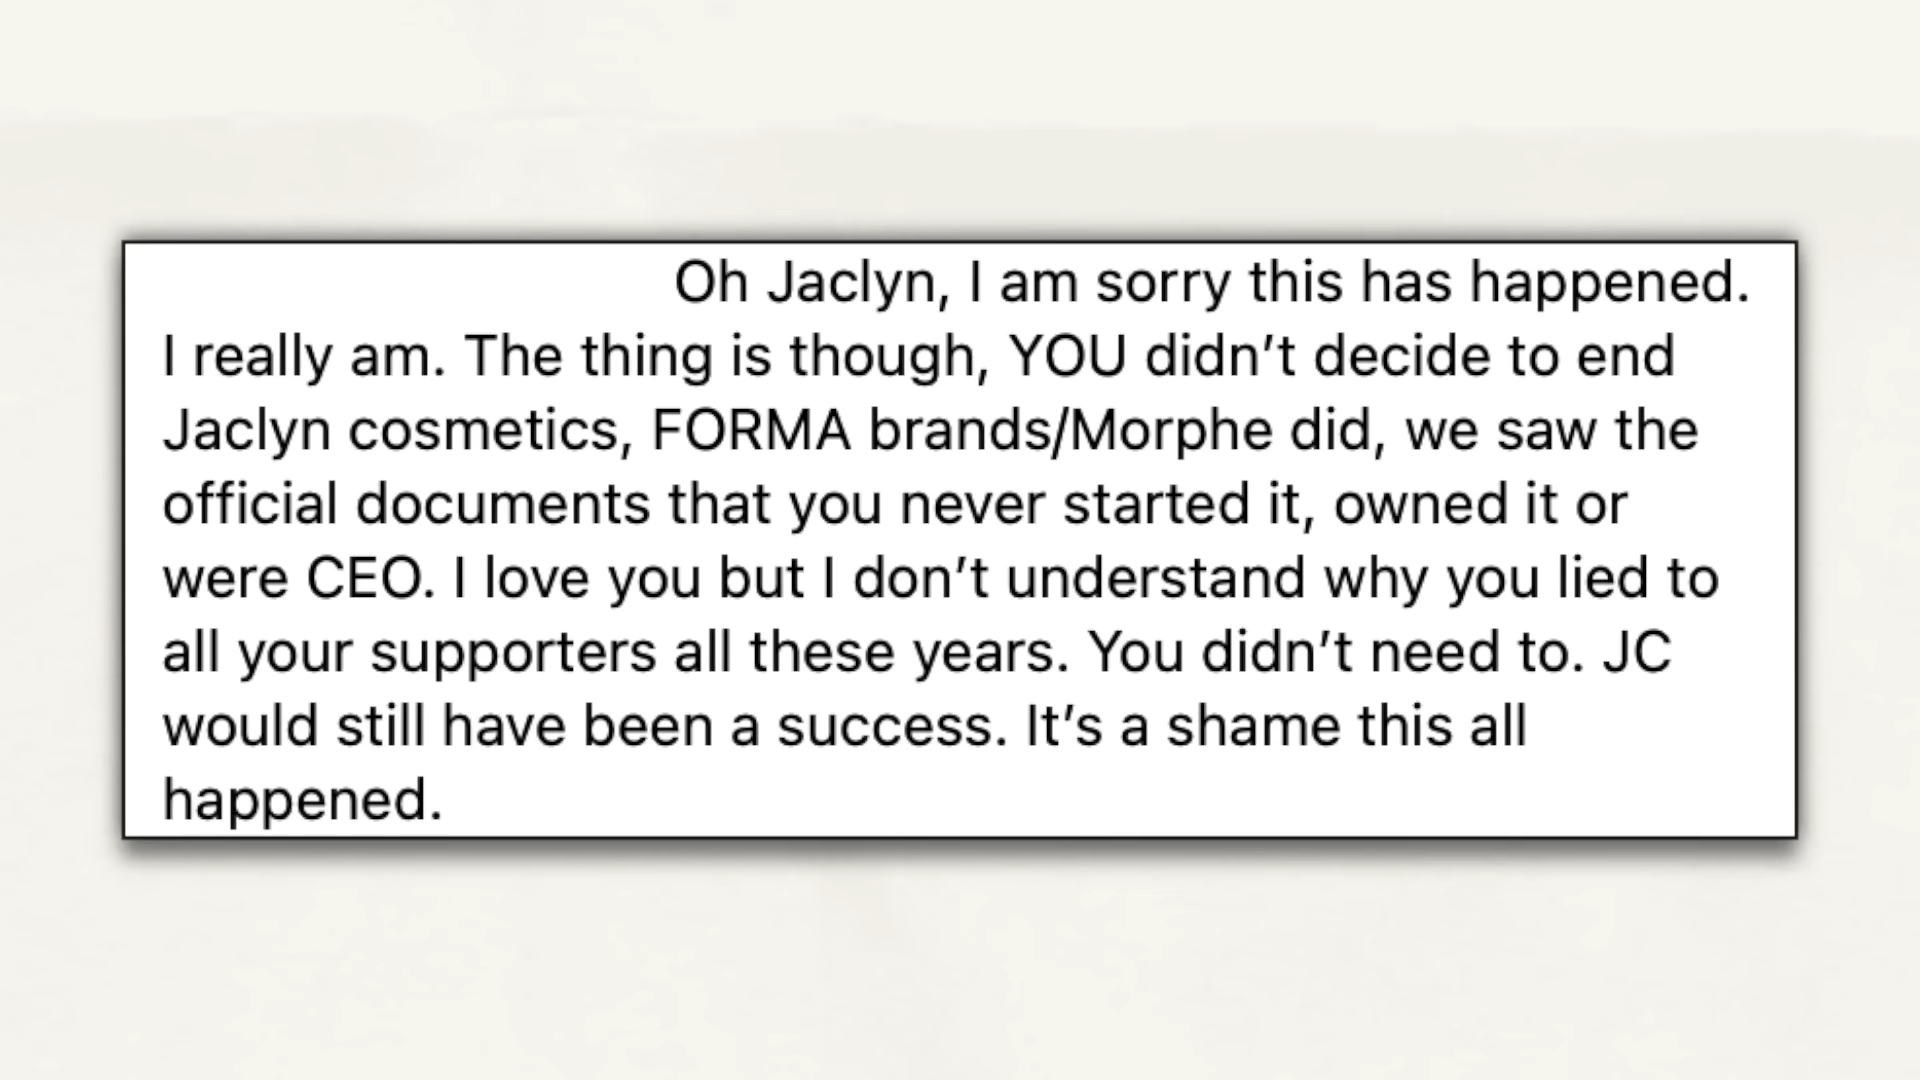 Oh Jaclyn, I am sorry this has happened.
I really am. The thing is though, YOU didn’t decide to end
Jaclyn cosmetics, FORMA brands/Morphe did, we saw the
official documents that you never started it, owned it or
were CEO. I love you but I don’t understand why you lied to
all your supporters all these years. You didn’t need to. JC
would still have been a success. It’s a shame this all
happened.